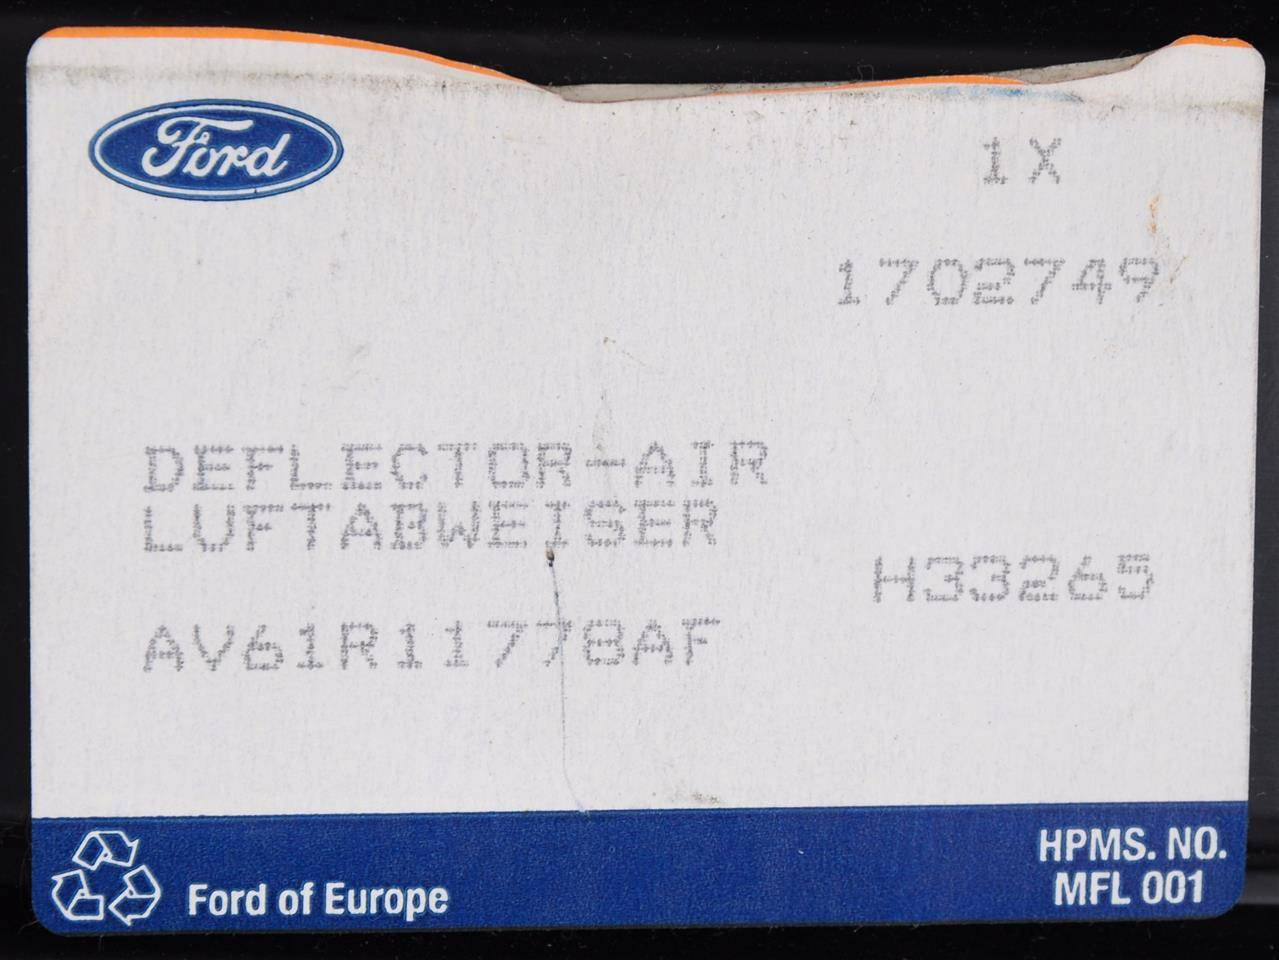 Ford
1X
1702749
DEFLECTOR-AIR
LUFTABWEISER
H33265
AV61R11778AF
HPMS. NO.
MFL 001
Ford of Europe